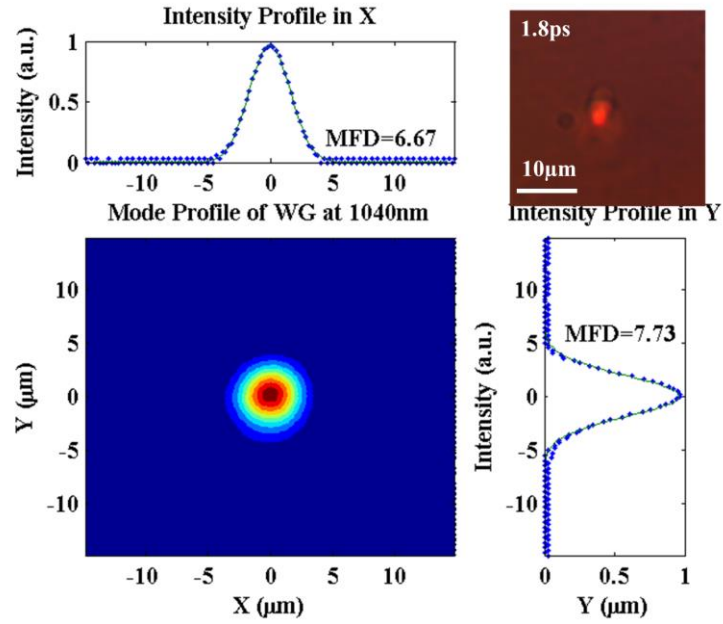 Intensity Profile in X
Intensity (a.u.)
1
0.5
0
MFD=6.67
-10
-5
0
5
10
1.8ps
10µm
Mode Profile of WG at 1040nm
Y (µm)
10
5
0
-5
-10
-10
-5
0
5
10
X (µm)
Intensity Profile in Y
Intensity (a.u.)
10
5
0
-5
-10
MFD=7.73
0
0.5
1
Y (µm)